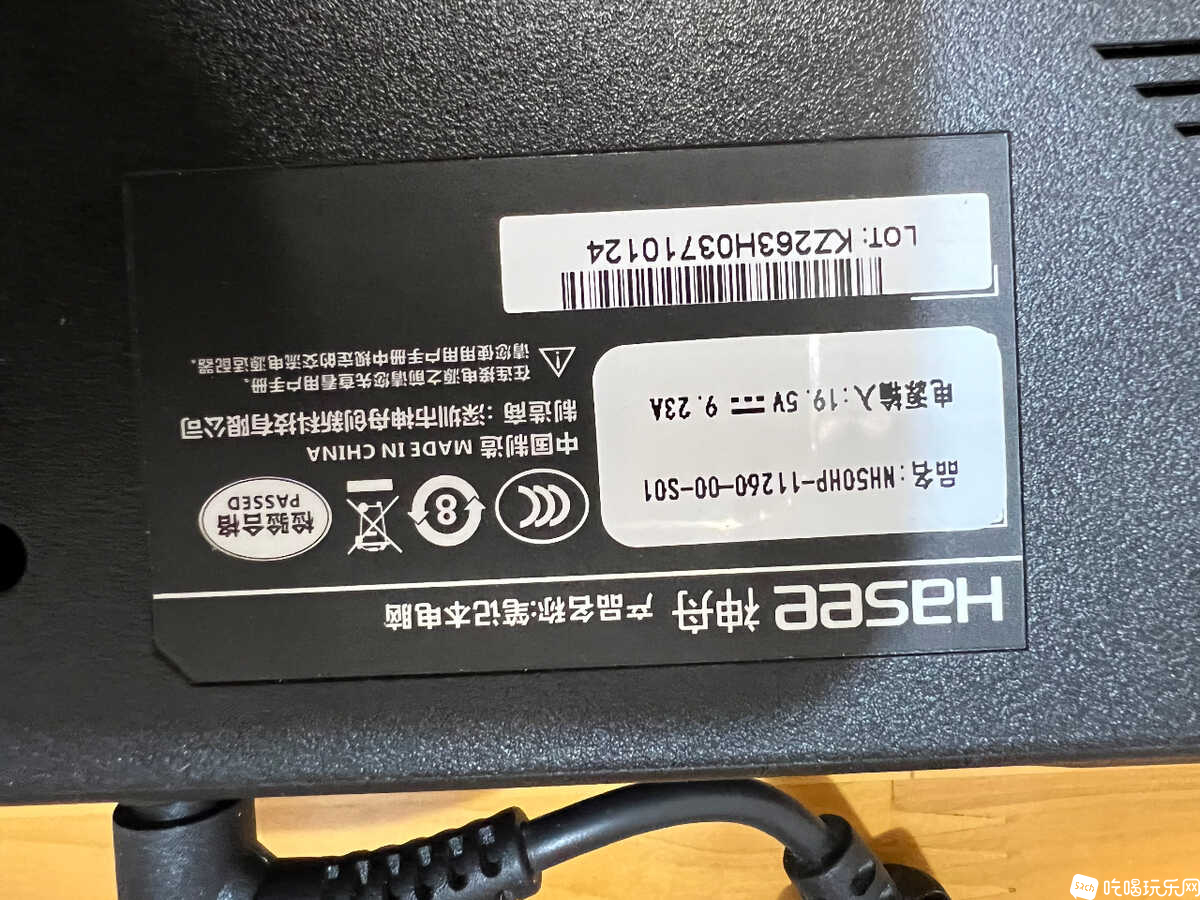 Hasee 神舟 产品名称:笔记本电脑
品名:NH50HP-11260-00-S01
电源输入:19.5V 9.23A
8
检验合格
PASSED
中国制造 MADE IN CHINA
制造商:深圳市神舟创新科技有限公司
在连接电源之前请您先查看用户手册。
请您使用用户手册中规定的交流电源适配器。
LOT: KZ263H03710124
5ach 吃喝玩乐网